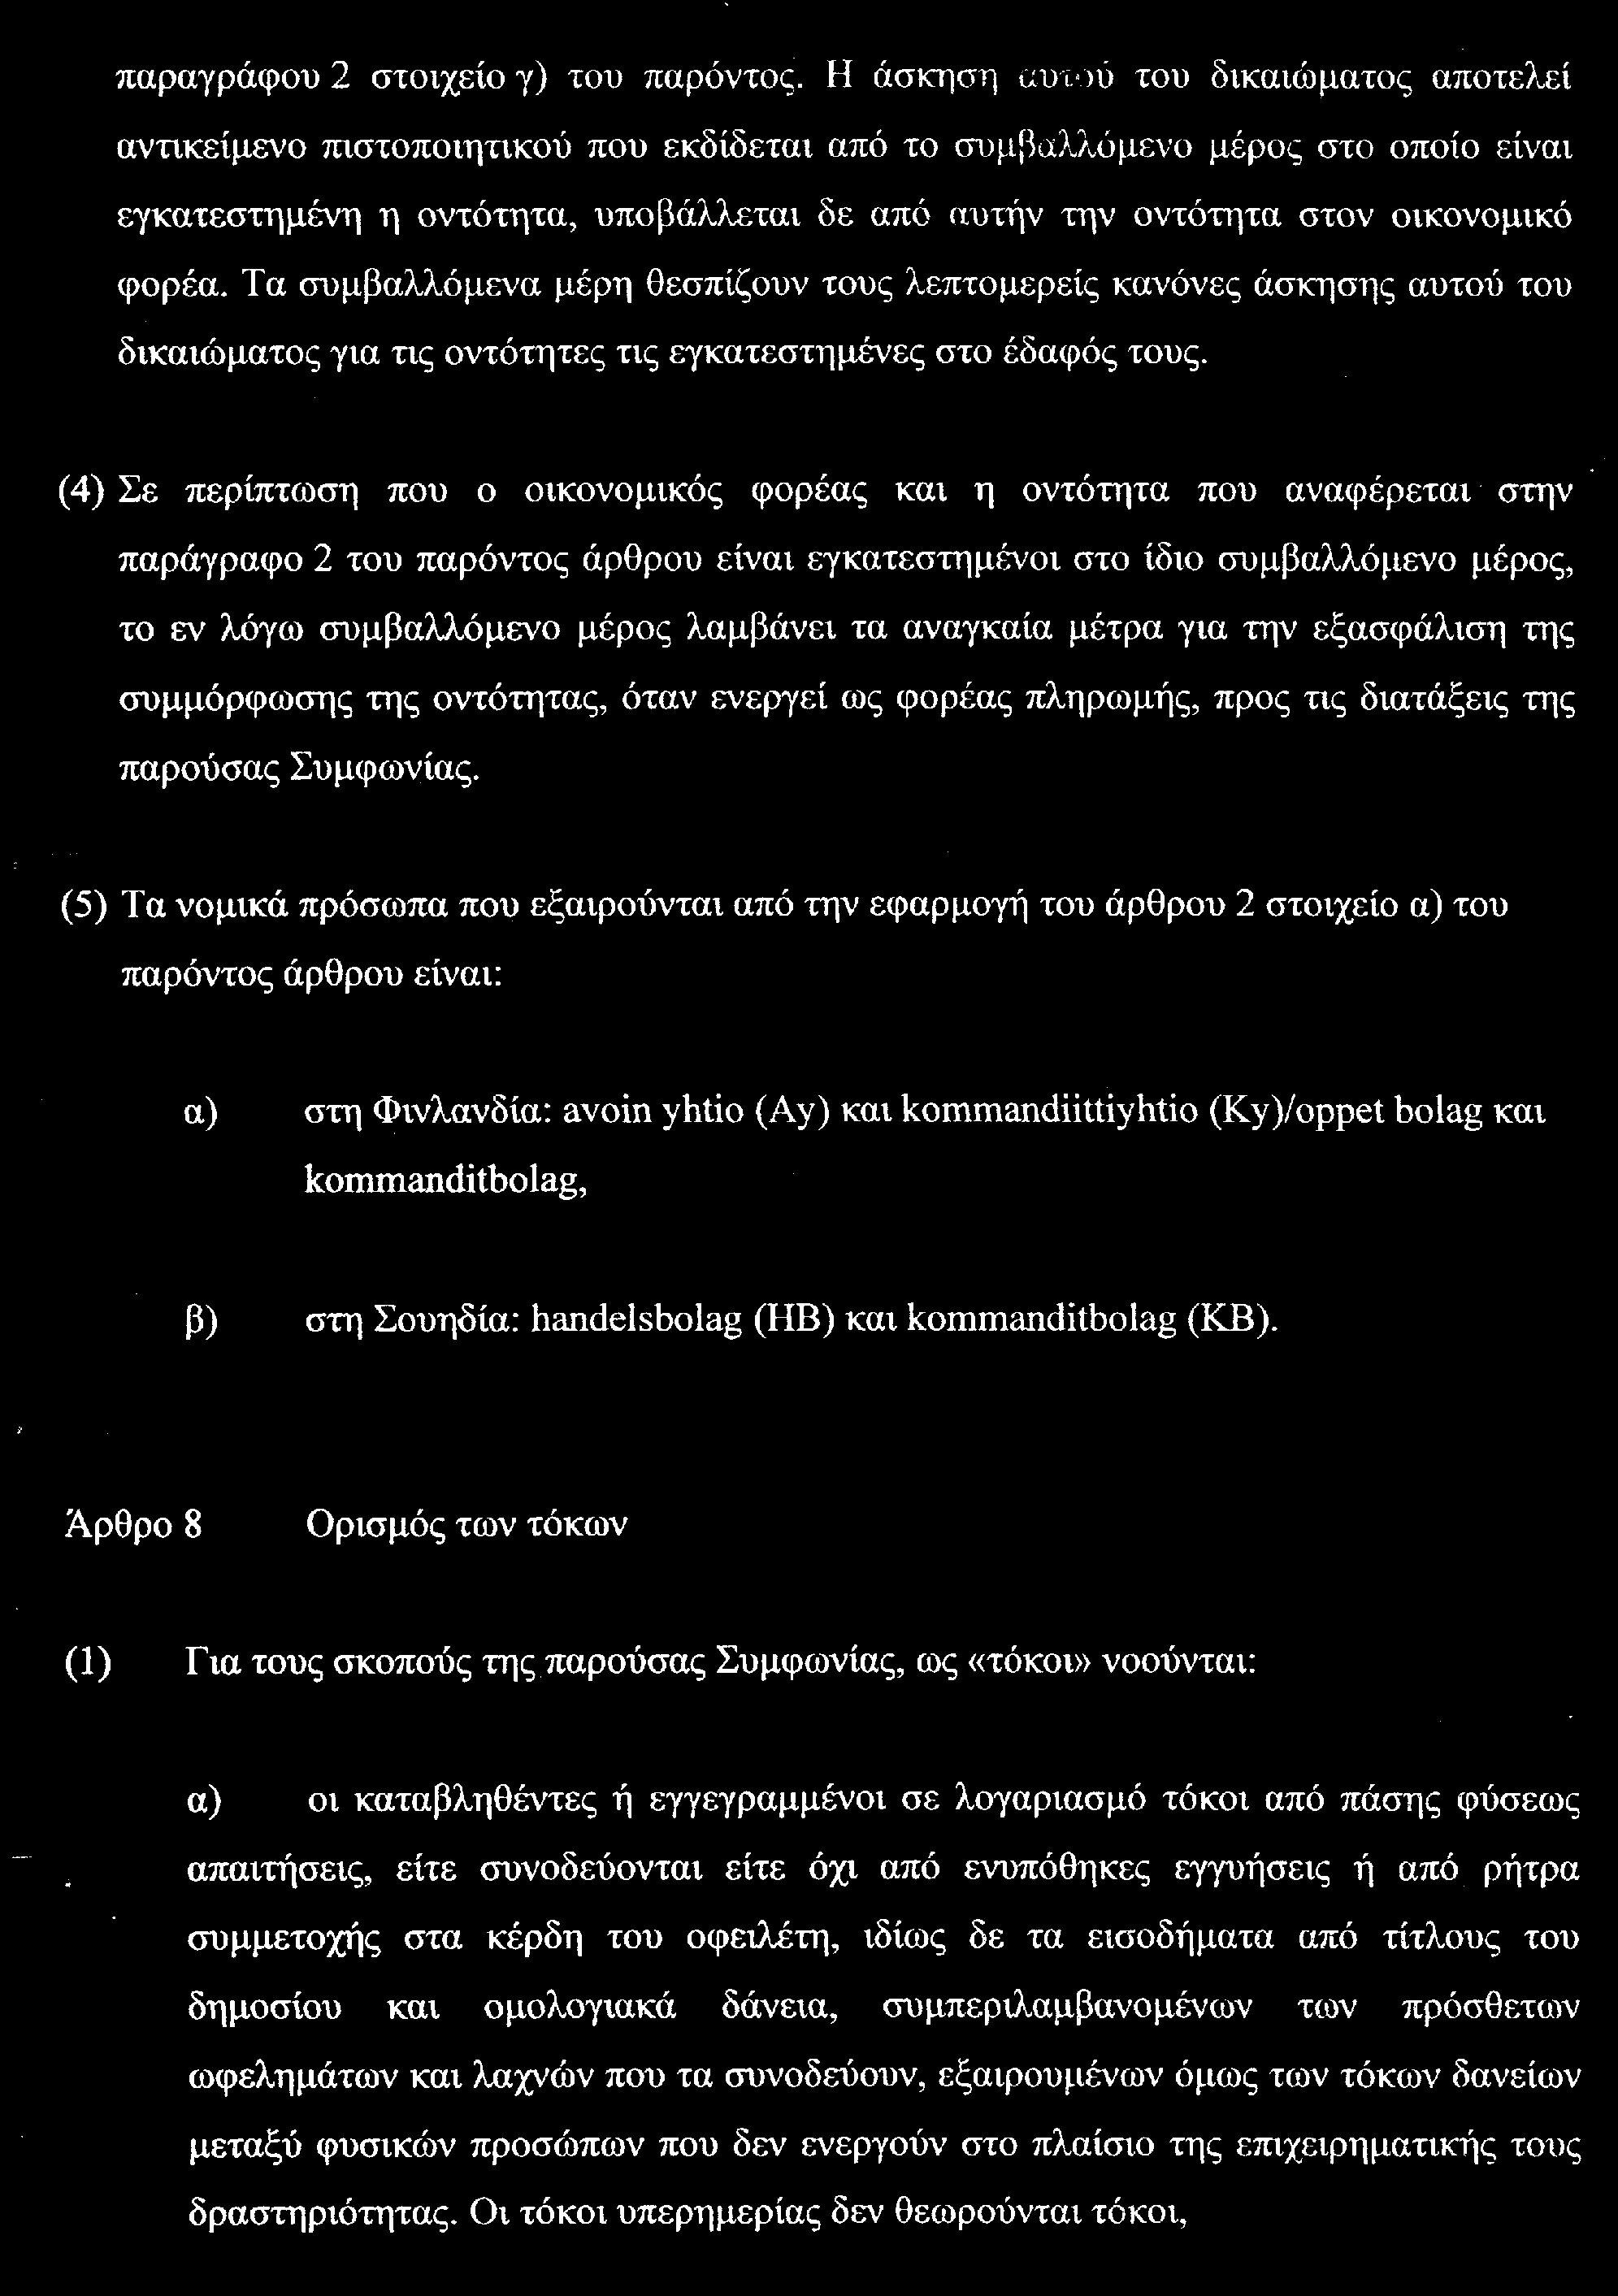 παραγράφου 2 στοιχείο γ) του παρόντος. Η άσκηση αυτού του δικαιώματος αποτελεί
αντικείμενο πιστοποιητικού που εκδίδεται από το συμβαλλόμενο μέρος στο οποίο είναι
εγκατεστημένη η οντότητα, υποβάλλεται δε από αυτήν την οντότητα στον οικονομικό
φορέα. Τα συμβαλλόμενα μέρη θεσπίζουν τους λεπτομερείς κανόνες άσκησης αυτού του
δικαιώματος για τις οντότητες τις εγκατεστημένες στο έδαφός τους.
(4) Σε περίπτωση που ο οικονομικός φορέας και η οντότητα που αναφέρεται στην
παράγραφο 2 του παρόντος άρθρου είναι εγκατεστημένοι στο ίδιο συμβαλλόμενο μέρος,
το εν λόγω συμβαλλόμενο μέρος λαμβάνει τα αναγκαία μέτρα για την εξασφάλιση της
συμμόρφωσης της οντότητας, όταν ενεργεί ως φορέας πληρωμής, προς τις διατάξεις της
παρούσας Συμφωνίας.
(5) Τα νομικά πρόσωπα που εξαιρούνται από την εφαρμογή του άρθρου 2 στοιχείο α) του
παρόντος άρθρου είναι:
α) στη Φινλανδία: avoin yhtio (Ay) και kommandiittiyhtio (Ky)/oppet bolag και
kommanditbolag,
β) στη Σουηδία: handelsbolag (HB) και kommanditbolag (KB).
Άρθρο 8 Ορισμός των τόκων
(1) Για τους σκοπούς της παρούσας Συμφωνίας, ως «τόκοι» νοούνται:
α) οι καταβληθέντες ή εγγεγραμμένοι σε λογαριασμό τόκοι από πάσης φύσεως
απαιτήσεις, είτε συνοδεύονται είτε όχι από ενυπόθηκες εγγυήσεις ή από ρήτρα
συμμετοχής στα κέρδη του οφειλέτη, ιδίως δε τα εισοδήματα από τίτλους του
δημοσίου και ομολογιακά δάνεια, συμπεριλαμβανομένων των πρόσθετων
ωφελημάτων και λαχνών που τα συνοδεύουν, εξαιρουμένων όμως των τόκων δανείων
μεταξύ φυσικών προσώπων που δεν ενεργούν στο πλαίσιο της επιχειρηματικής τους
δραστηριότητας. Οι τόκοι υπερημερίας δεν θεωρούνται τόκοι,